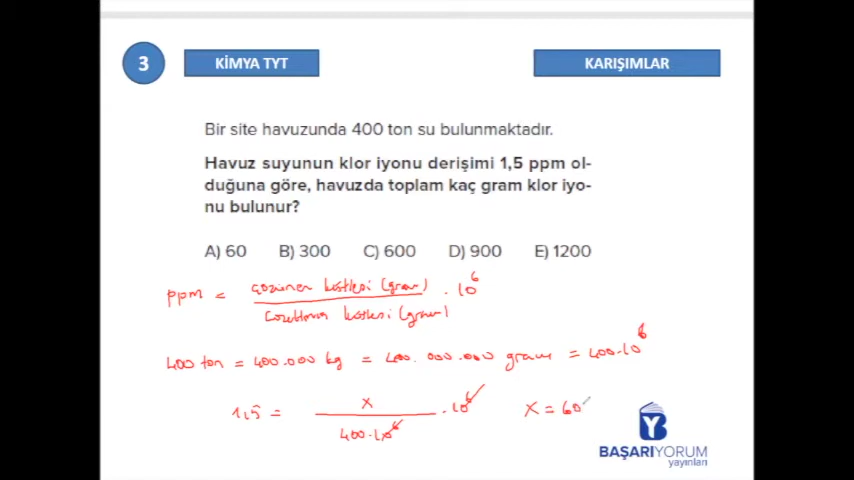 3
KİMYA TYT
KARIŞIMLAR
Bir site havuzunda 400 ton su bulunmaktadır.
Havuz suyunun klor iyonu derişimi 1,5 ppm ol-
duğuna göre, havuzda toplam kaç gram klor iyo-
nu bulunur?
A) 60 B) 300 C) 600 D) 900 E) 1200
ppm = çözünen kütlesi (gram) / çözeltinin kütlesi (gram) . 10⁶
400 ton = 400.000 kg = 400.000.000 gram = 400.10⁶
1,5 = x / 400.10⁶ . 10⁶ x = 60
BAŞARIYORUM
yayınları